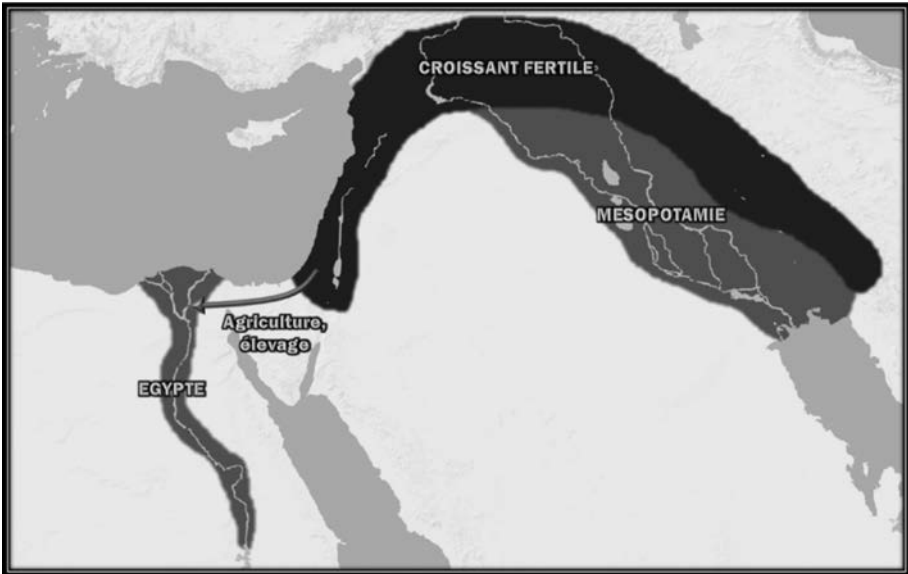 CROISSANT FERTILE
MESOPOTAMIE
Agriculture,
élevage
EGYPTE